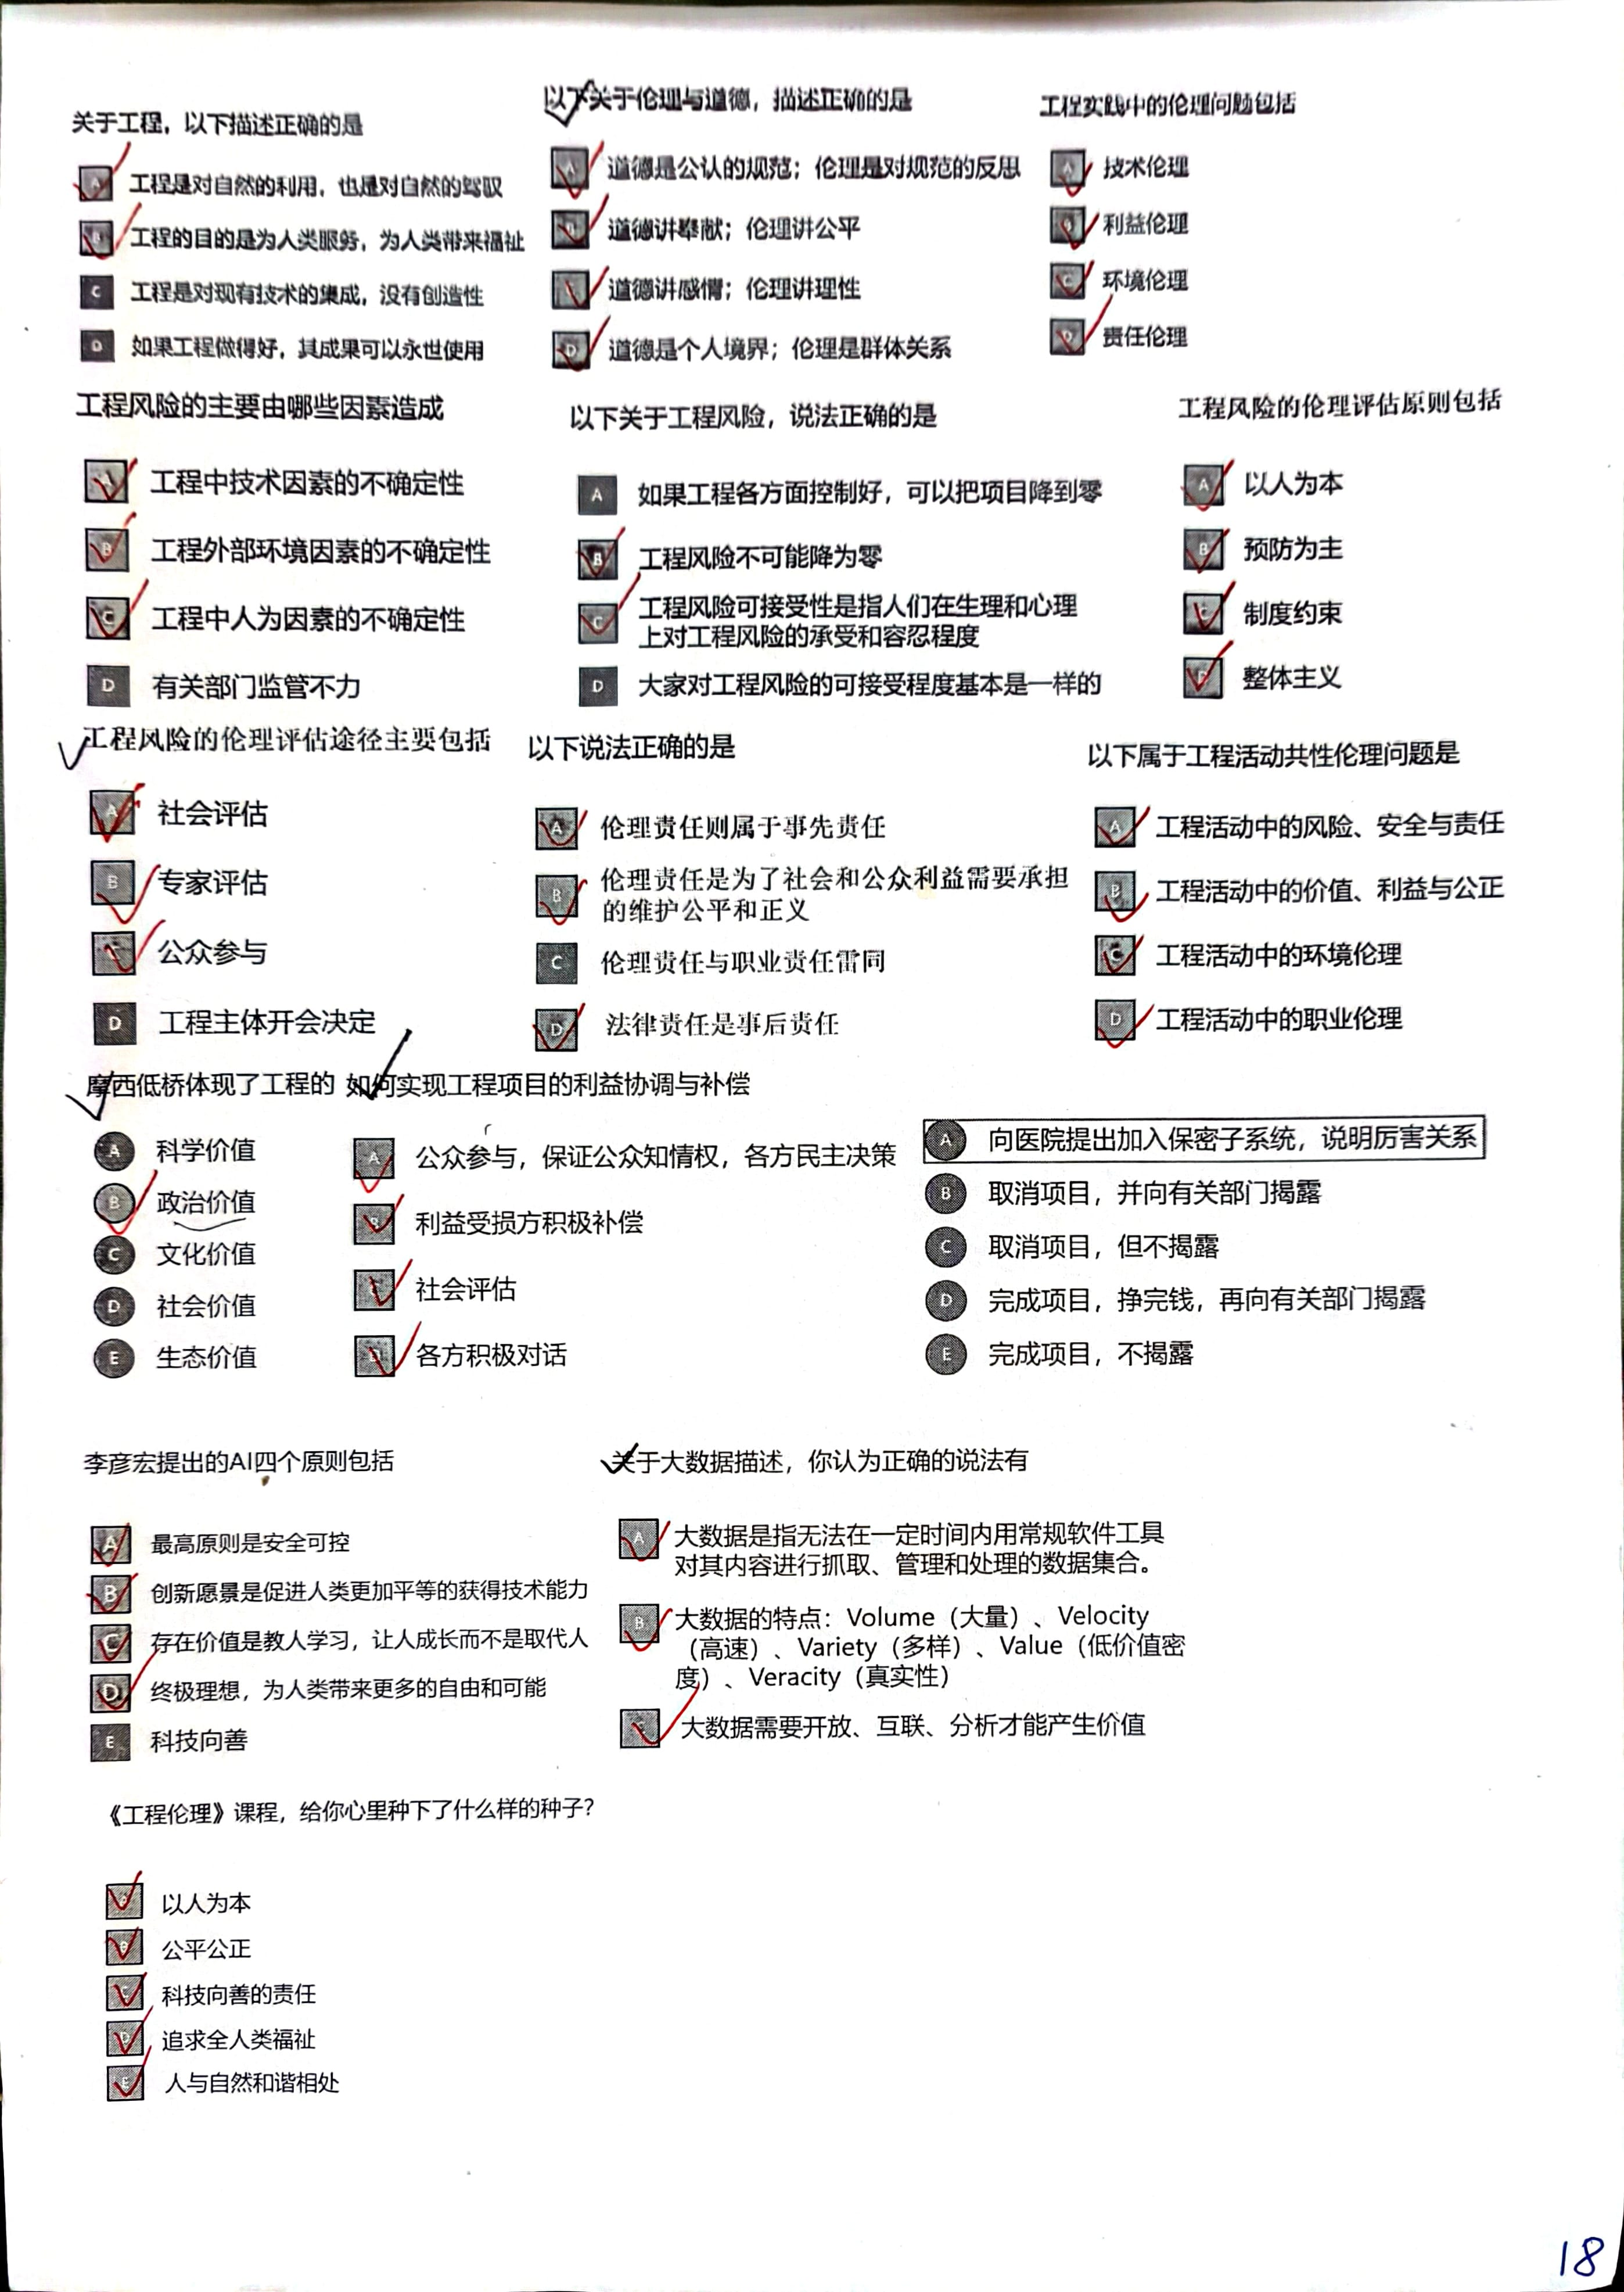 关于工程，以下描述正确的是
A 工程是对自然的利用，也是对自然的驾驭
B 工程的目的是为人类服务，为人类带来福祉
C 工程是对现有技术的集成，没有创造性
D 如果工程做得好，其成果可以永世使用
以下关于伦理与道德，描述正确的是
A 道德是公认的规范；伦理是对规范的反思
B 道德讲奉献；伦理讲公平
C 道德讲感情；伦理讲理性
D 道德是个人境界；伦理是群体关系
工程实践中的伦理问题包括
A 技术伦理
B 利益伦理
C 环境伦理
D 责任伦理
工程风险的主要由哪些因素造成
A 工程中技术因素的不确定性
B 工程外部环境因素的不确定性
C 工程中人为因素的不确定性
D 有关部门监管不力
以下关于工程风险，说法正确的是
A 如果工程各方面控制好，可以把项目降到零
B 工程风险不可能降为零
C 工程风险可接受性是指人们在生理和心理
上对工程风险的承受和容忍程度
D 大家对工程风险的可接受程度基本是一样的
工程风险的伦理评估原则包括
A 以人为本
B 预防为主
C 制度约束
D 整体主义
工程风险的伦理评估途径主要包括
A 社会评估
B 专家评估
C 公众参与
D 工程主体开会决定
以下说法正确的是
A 伦理责任则属于事先责任
B 伦理责任是为了社会和公众利益需要承担
的维护公平和正义
C 伦理责任与职业责任雷同
D 法律责任是事后责任
以下属于工程活动共性伦理问题是
A 工程活动中的风险、安全与责任
B 工程活动中的价值、利益与公正
C 工程活动中的环境伦理
D 工程活动中的职业伦理
摩西低桥体现了工程的
A 科学价值
B 政治价值
C 文化价值
D 社会价值
E 生态价值
如何实现工程项目的利益协调与补偿
A 公众参与，保证公众知情权，各方民主决策
B 利益受损方积极补偿
C 社会评估
D 各方积极对话
A 向医院提出加入保密子系统，说明厉害关系
B 取消项目，并向有关部门揭露
C 取消项目，但不揭露
D 完成项目，挣完钱，再向有关部门揭露
E 完成项目，不揭露
李彦宏提出的AI四个原则包括
A 最高原则是安全可控
B 创新愿景是促进人类更加平等的获得技术能力
C 存在价值是教人学习，让人成长而不是取代人
D 终极理想，为人类带来更多的自由和可能
E 科技向善
关于大数据描述，你认为正确的说法有
A 大数据是指无法在一定时间内用常规软件工具
对其内容进行抓取、管理和处理的数据集合。
B 大数据的特点：Volume（大量）、Velocity
（高速）、Variety（多样）、Value（低价值密
度）、Veracity（真实性）
C 大数据需要开放、互联、分析才能产生价值
《工程伦理》课程，给你心里种下了什么样的种子？
A 以人为本
B 公平公正
C 科技向善的责任
D 追求全人类福祉
E 人与自然和谐相处
18